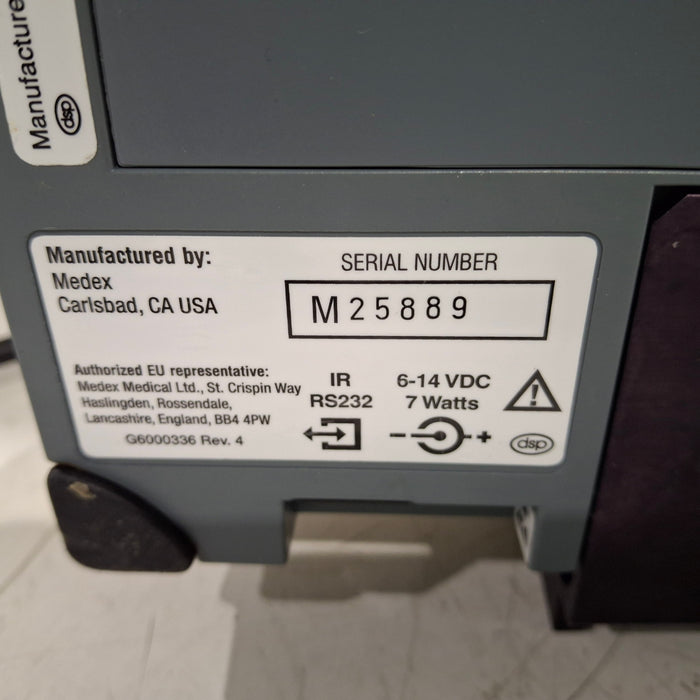 Manufacture
dsp
Manufactured by:
Medex
Carlsbad, CA USA
SERIAL NUMBER
M25889
Authorized EU representative:
Medex Medical Ltd., St. Crispin Way
Haslingden, Rossendale,
Lancashire, England, BB4 4PW
G6000336 Rev. 4
IR
RS232
6-14 VDC
7 Watts
dsp